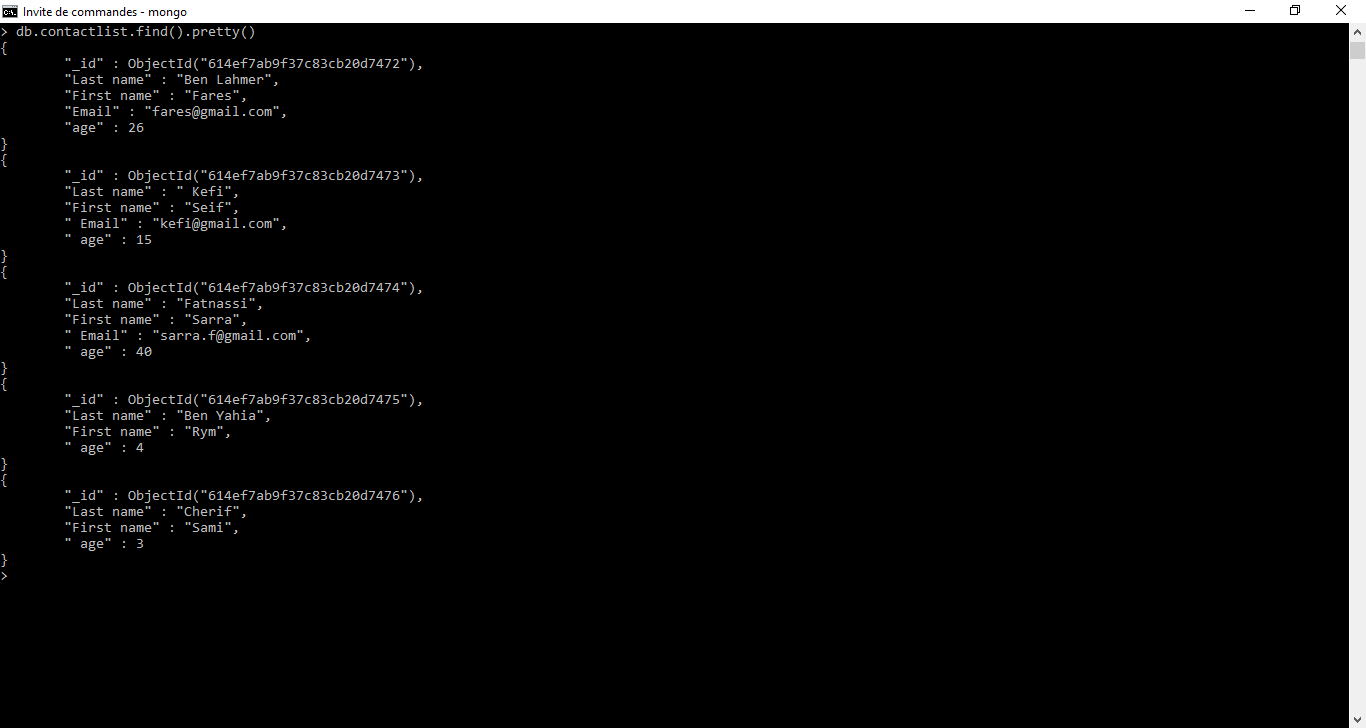 Invite de commandes - mongo
> db.contactlist.find().pretty()
{
        "_id" : ObjectId("614ef7ab9f37c83cb20d7472"),
        "Last name" : "Ben Lahmer",
        "First name" : "Fares",
        "Email" : "fares@gmail.com",
        "age" : 26
}
{
        "_id" : ObjectId("614ef7ab9f37c83cb20d7473"),
        "Last name" : " Kefi",
        "First name" : "Seif",
        " Email" : "kefi@gmail.com",
        " age" : 15
}
{
        "_id" : ObjectId("614ef7ab9f37c83cb20d7474"),
        "Last name" : "Fatnassi",
        "First name" : "Sarra",
        " Email" : "sarra.f@gmail.com",
        " age" : 40
}
{
        "_id" : ObjectId("614ef7ab9f37c83cb20d7475"),
        "Last name" : "Ben Yahia",
        "First name" : "Rym",
        " age" : 4
}
{
        "_id" : ObjectId("614ef7ab9f37c83cb20d7476"),
        "Last name" : "Cherif",
        "First name" : "Sami",
        " age" : 3
}
>